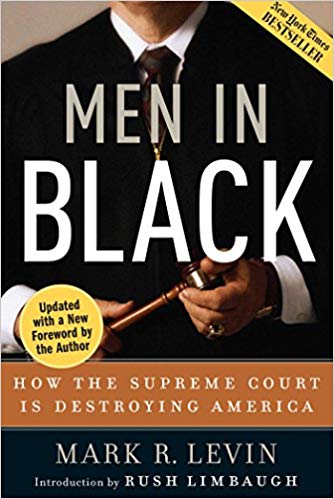 New York Times
BESTSELLER
MEN IN
BLACK
Updated
with a New
Foreword by
the Author
HOW THE SUPREME COURT
IS DESTROYING AMERICA
MARK R. LEVIN
Introduction by RUSH LIMBAUGH